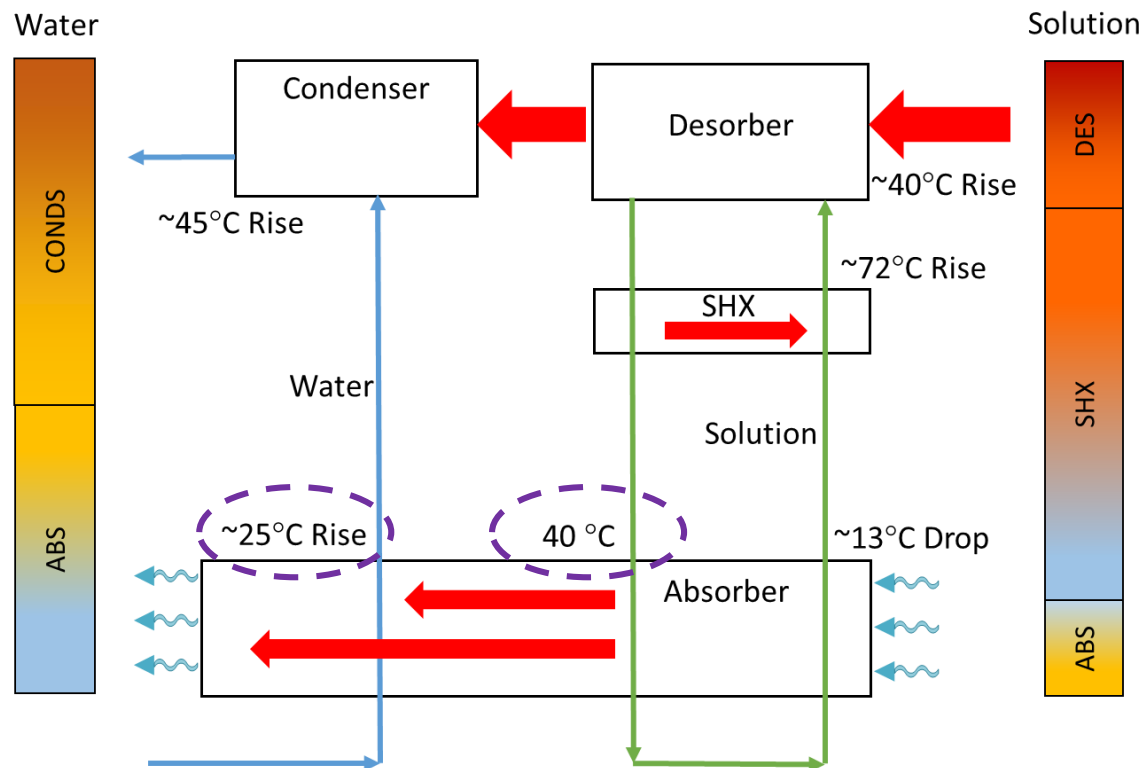 Water
Solution
Condenser
Desorber
DES
~40°C Rise
CONDS
~45°C Rise
~72°C Rise
SHX
SHX
Water
Solution
~25°C Rise
40 °C
~13°C Drop
ABS
Absorber
ABS